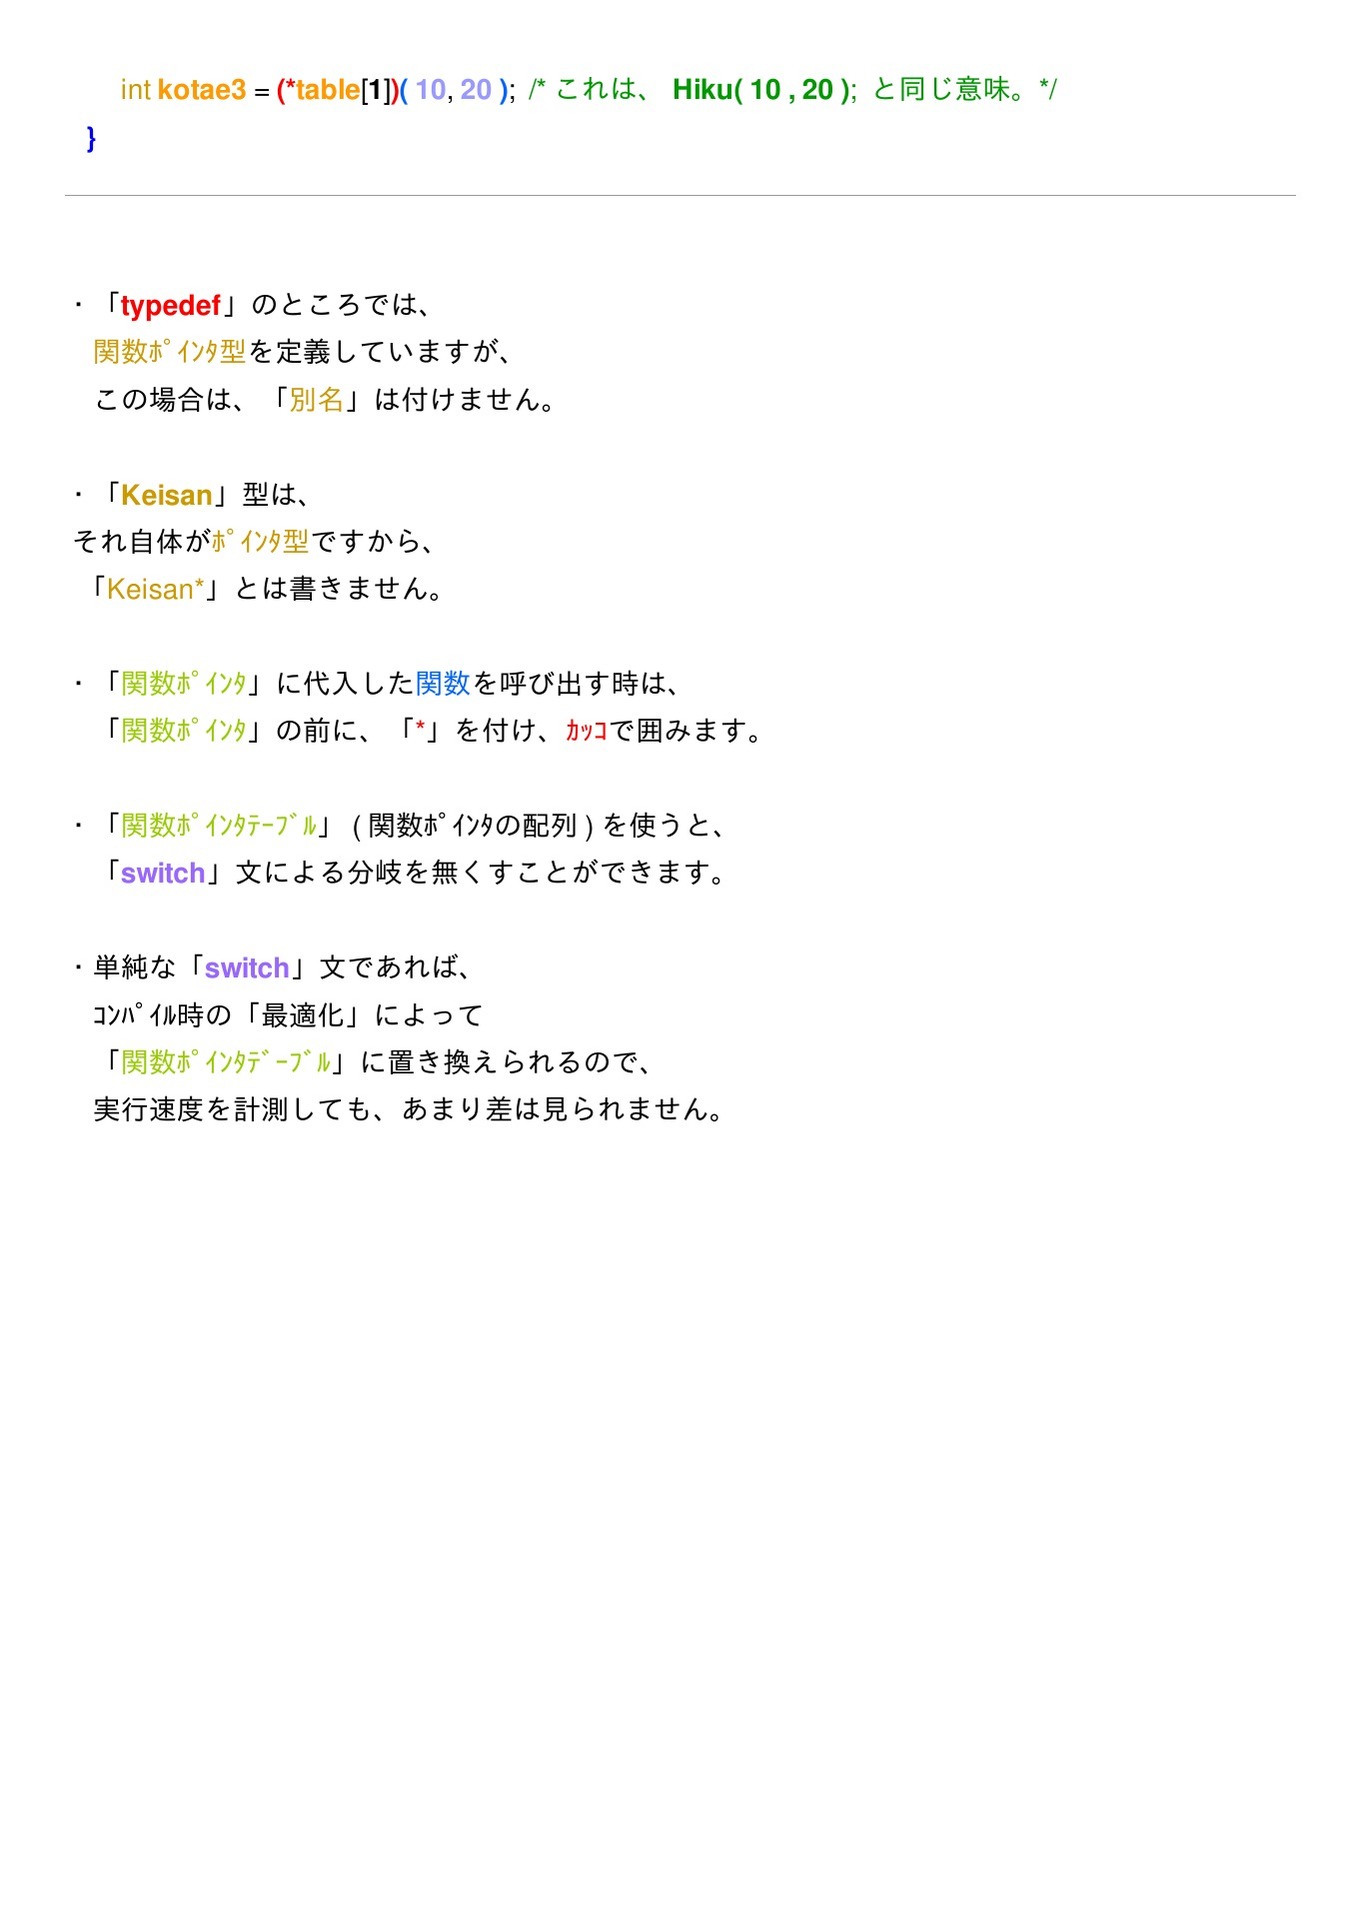 int kotae3 = (*table[1])( 10, 20 ); /* これは、 Hiku( 10 , 20 ); と同じ意味。*/
}
・「typedef」のところでは、
関数ﾎﾟｲﾝﾀ型を定義していますが、
この場合は、「別名」は付けません。
・「Keisan」型は、
それ自体がﾎﾟｲﾝﾀ型ですから、
「Keisan*」とは書きません。
・「関数ﾎﾟｲﾝﾀ」に代入した関数を呼び出す時は、
「関数ﾎﾟｲﾝﾀ」の前に、「*」を付け、ｶｯｺで囲みます。
・「関数ﾎﾟｲﾝﾀﾃｰﾌﾞﾙ」 ( 関数ﾎﾟｲﾝﾀの配列 ) を使うと、
「switch」文による分岐を無くすことができます。
・単純な「switch」文であれば、
ｺﾝﾊﾟｲﾙ時の「最適化」によって
「関数ﾎﾟｲﾝﾀﾃﾞｰﾌﾞﾙ」に置き換えられるので、
実行速度を計測しても、あまり差は見られません。